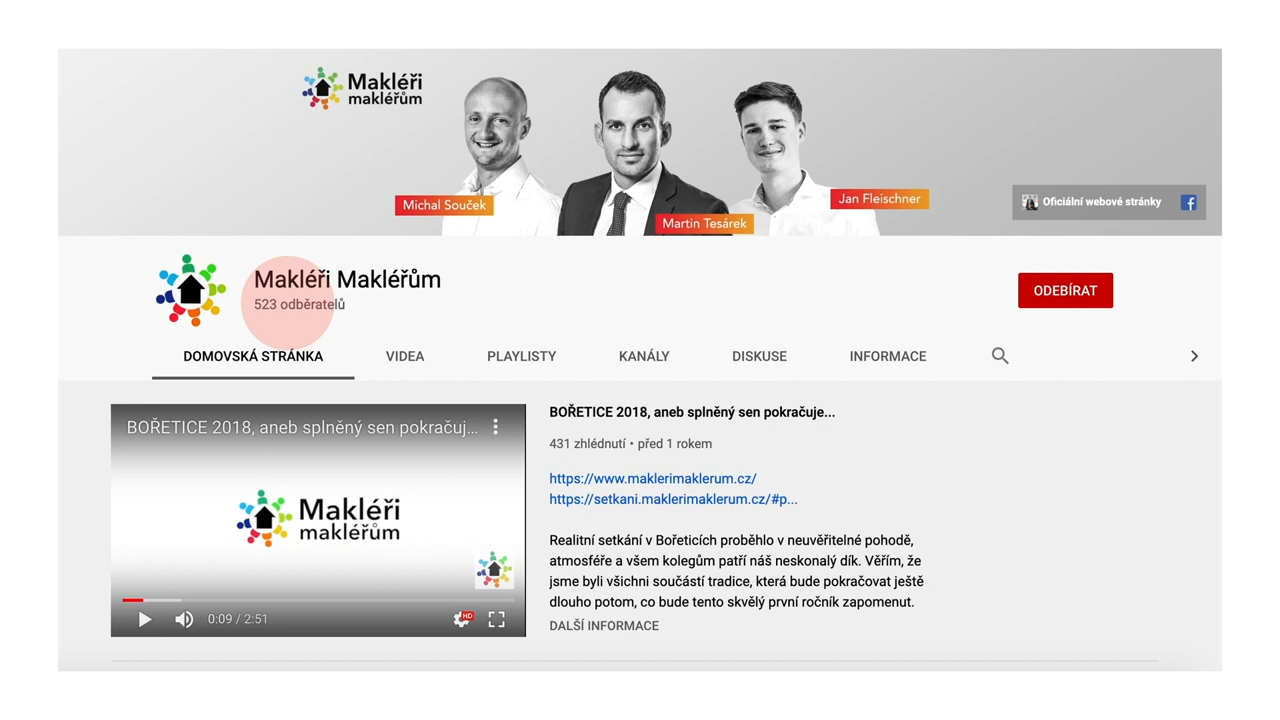 Makléři
makléřům
Michal Souček
Martin Tesárek
Jan Fleischner
Oficiální webové stránky
Makléři Makléřům
523 odběratelů
ODEBÍRAT
DOMOVSKÁ STRÁNKA VIDEA PLAYLISTY KANÁLY DISKUSE INFORMACE
BOŘETICE 2018, aneb splněný sen pokračuj...
Makléři
makléřům
0:09 / 2:51
HD
BOŘETICE 2018, aneb splněný sen pokračuje...
431 zhlédnutí • před 1 rokem
https://www.maklerimaklerum.cz/
https://setkani.maklerimaklerum.cz/#p...
Realitní setkání v Bořeticích proběhlo v neuvěřitelné pohodě,
atmosféře a všem kolegům patří náš neskonalý dík. Věřím, že
jsme byli všichni součástí tradice, která bude pokračovat ještě
dlouho potom, co bude tento skvělý první ročník zapomenut.
DALŠÍ INFORMACE